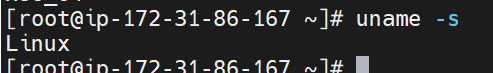 [root@ip-172-31-86-167 ~]# uname -s
Linux
[root@ip-172-31-86-167 ~]#